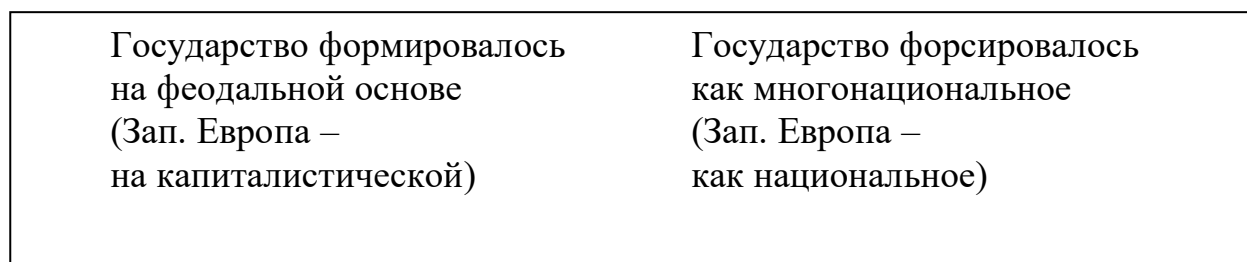 Государство формировалось
на феодальной основе
(Зап. Европа –
на капиталистической)
Государство форсировалось
как многонациональное
(Зап. Европа –
как национальное)